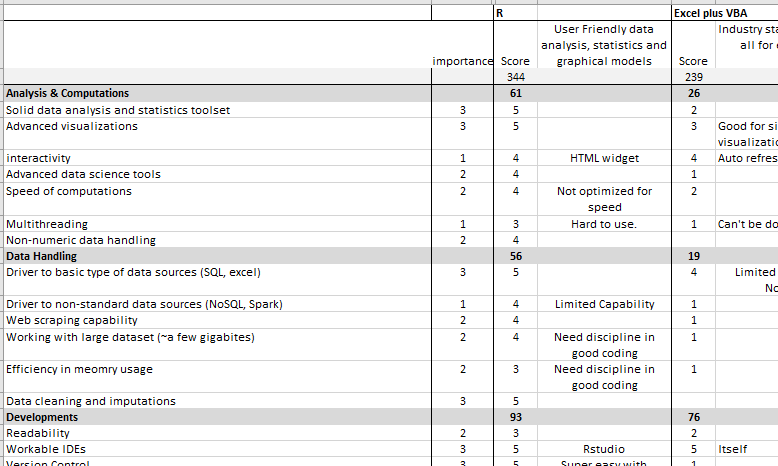 R Excel plus VBA
User Friendly data Industry sta
analysis, statistics and all for
importance Score graphical models Score
344 239
Analysis & Computations 61 26
Solid data analysis and statistics toolset 3 5 2
Advanced visualizations 3 5 3 Good for si
visualizatic
interactivity 1 4 HTML widget 4 Auto refres
Advanced data science tools 2 4 1
Speed of computations 2 4 Not optimized for 2
speed
Multithreading 1 3 Hard to use. 1 Can't be do
Non-numeric data handling 2 4
Data Handling 56 19
Driver to basic type of data sources (SQL, excel) 3 5 4 Limited
No
Driver to non-standard data sources (NoSQL, Spark) 1 4 Limited Capability 1
Web scraping capability 2 4 1
Working with large dataset (~a few gigabites) 2 4 Need discipline in 1
good coding
Efficiency in meomry usage 2 3 Need discipline in 1
good coding
Data cleaning and imputations 3 5
Developments 93 76
Readability 2 3 2
Workable IDEs 3 5 Rstudio 5 Itself
Version Control 3 5 Super easy with 1